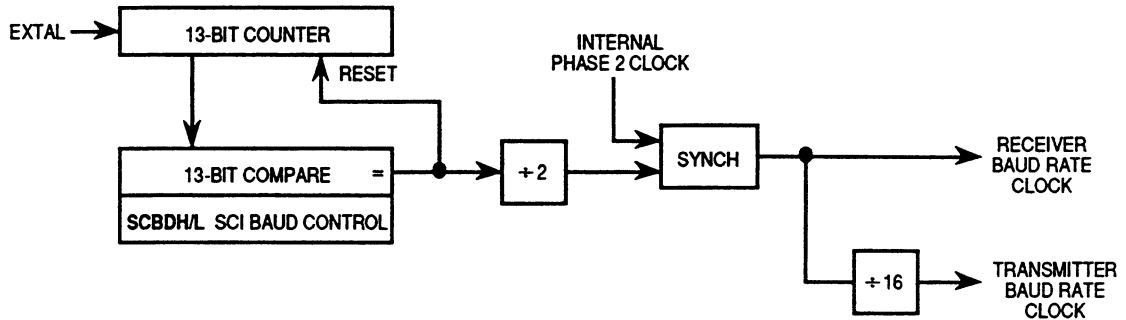 EXTAL
13-BIT COUNTER
RESET
INTERNAL
PHASE 2 CLOCK
13-BIT COMPARE =
SCBDH/L SCI BAUD CONTROL
÷2
SYNCH
RECEIVER
BAUD RATE
CLOCK
÷16
TRANSMITTER
BAUD RATE
CLOCK